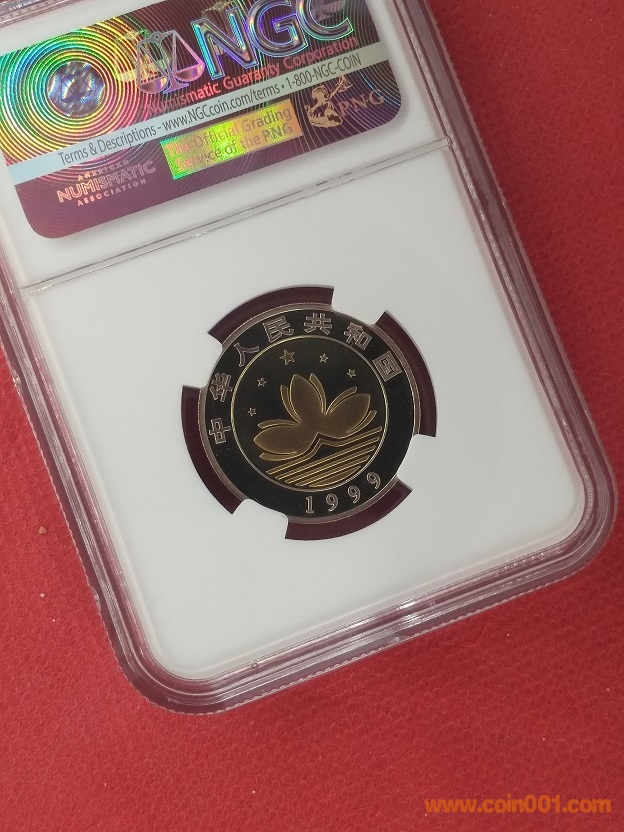 NGC
Numismatic Guaranty Corporation
Terms & Descriptions - www.NGCcoin.com/terms • 1-800-NGC-COIN
Official Grading
Service of the PNG
PNG
AMERICAN
NUMISMATIC
ASSOCIATION
中华人民共和国
1999
www.coin001.com